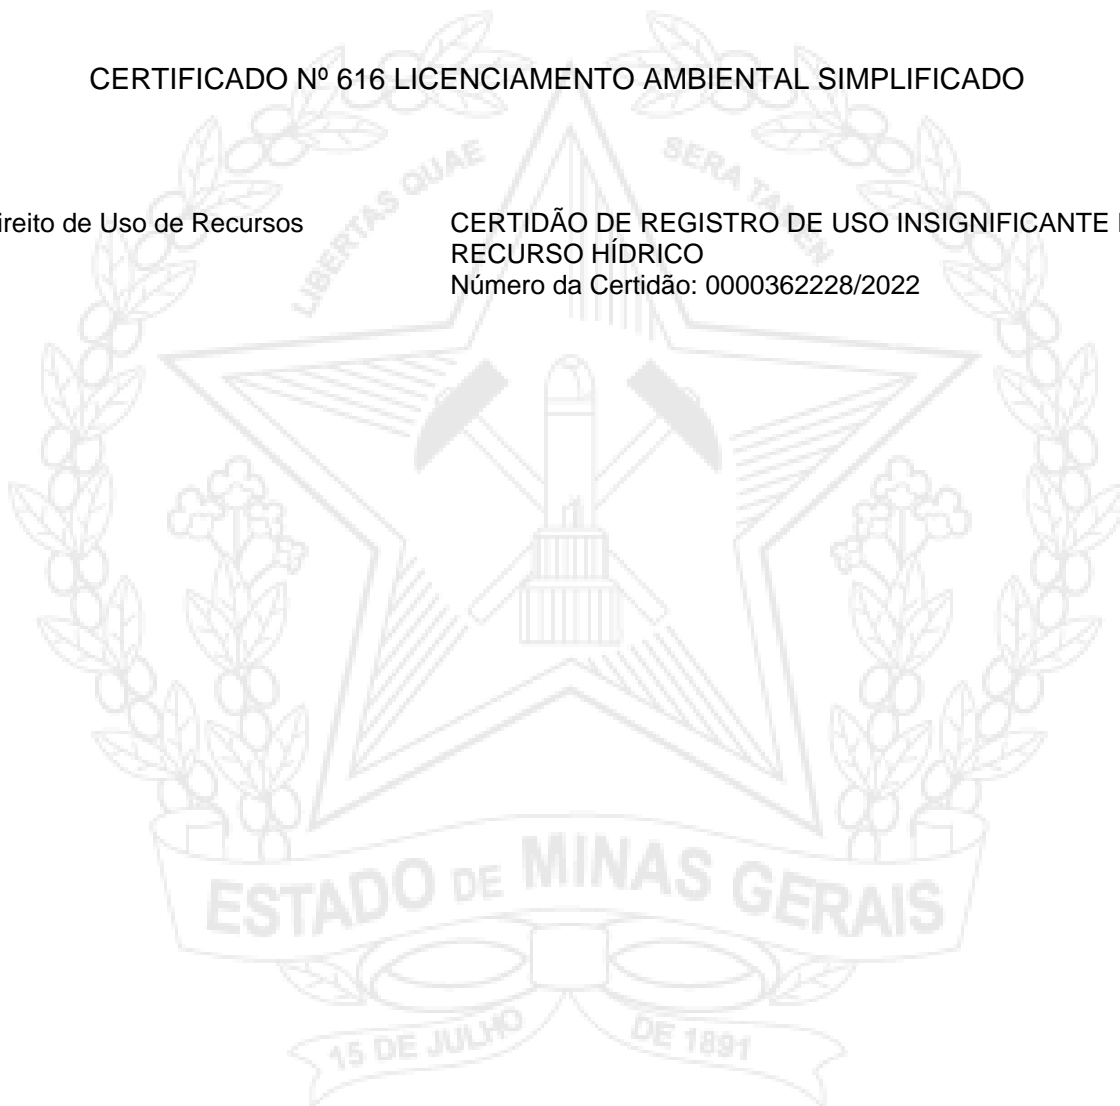 CERTIFICADO Nº 616 LICENCIAMENTO AMBIENTAL SIMPLIFICADO
LIBERTAS QUAE SERA TAMEN
ireito de Uso de Recursos
CERTIDÃO DE REGISTRO DE USO INSIGNIFICANTE
RECURSO HÍDRICO
Número da Certidão: 0000362228/2022
ESTADO DE MINAS GERAIS
15 DE JULHO DE 1891